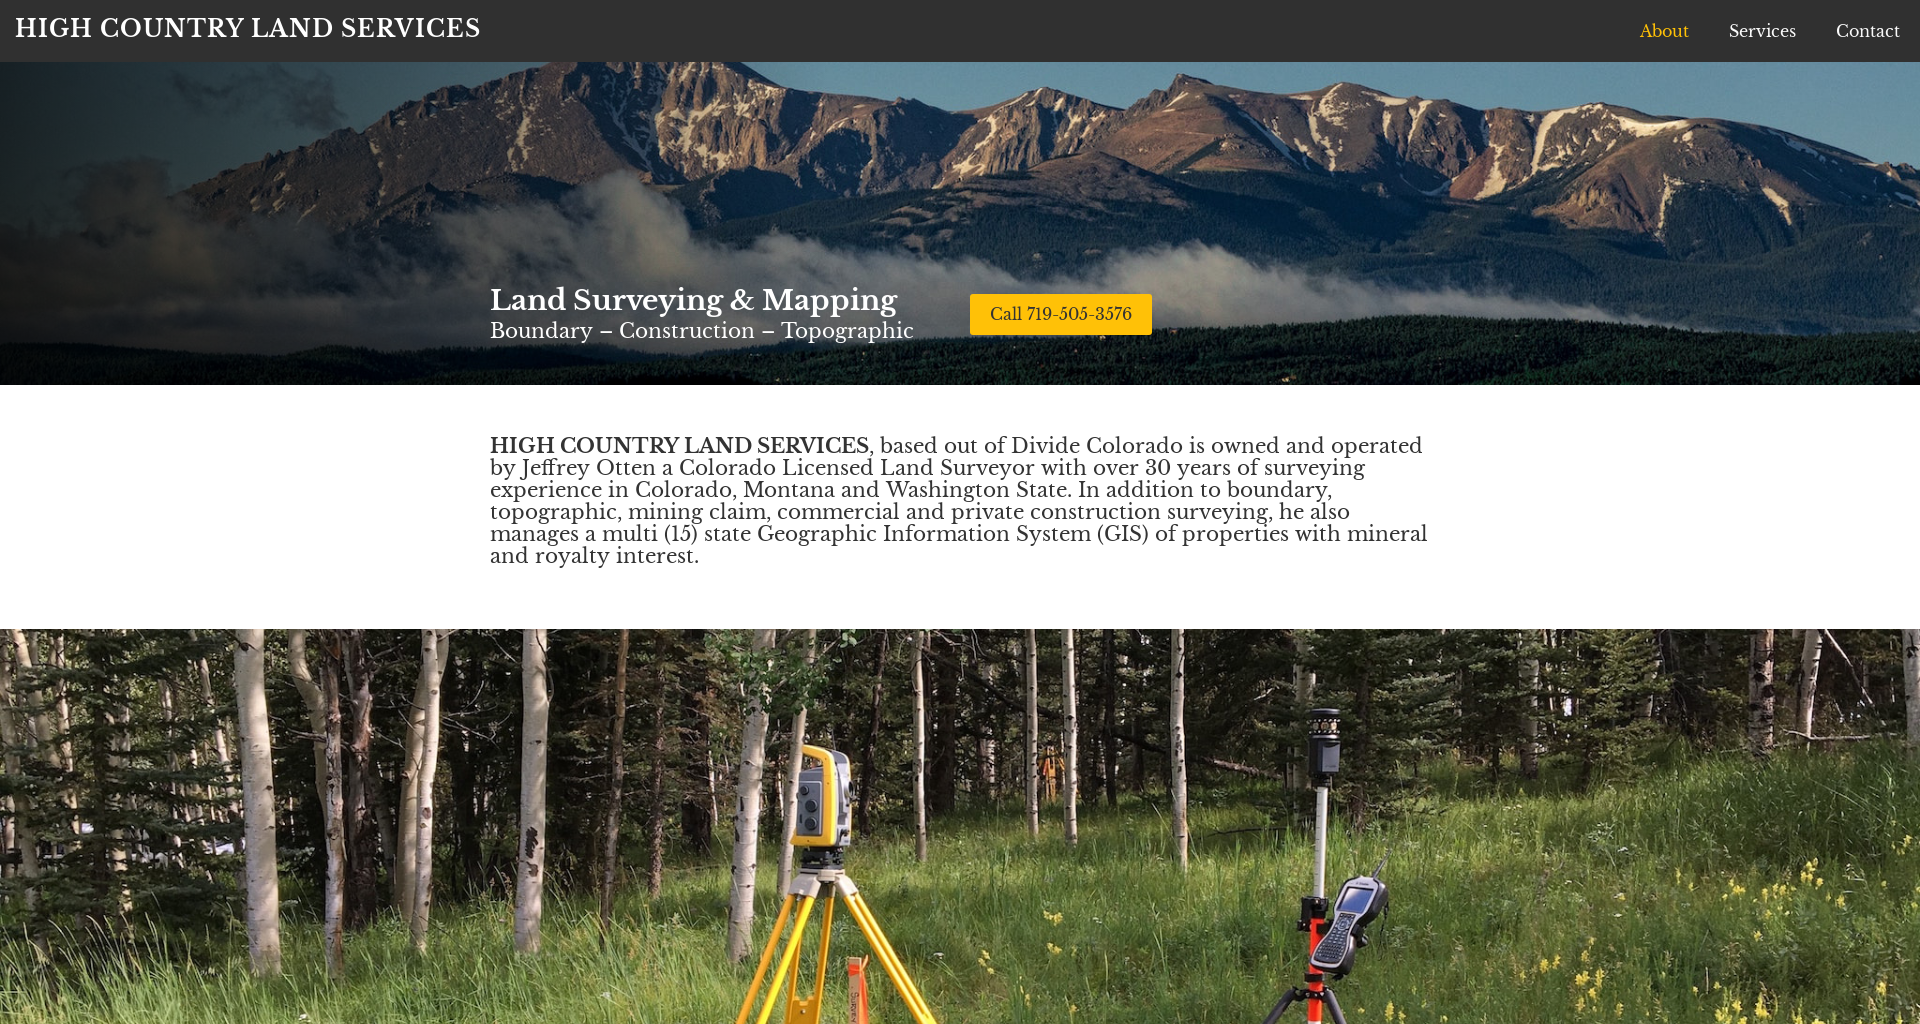 HIGH COUNTRY LAND SERVICES
About Services Contact
Land Surveying & Mapping
Boundary – Construction – Topographic
Call 719-505-3576
HIGH COUNTRY LAND SERVICES, based out of Divide Colorado is owned and operated
by Jeffrey Otten a Colorado Licensed Land Surveyor with over 30 years of surveying
experience in Colorado, Montana and Washington State. In addition to boundary,
topographic, mining claim, commercial and private construction surveying, he also
manages a multi (15) state Geographic Information System (GIS) of properties with mineral
and royalty interest.